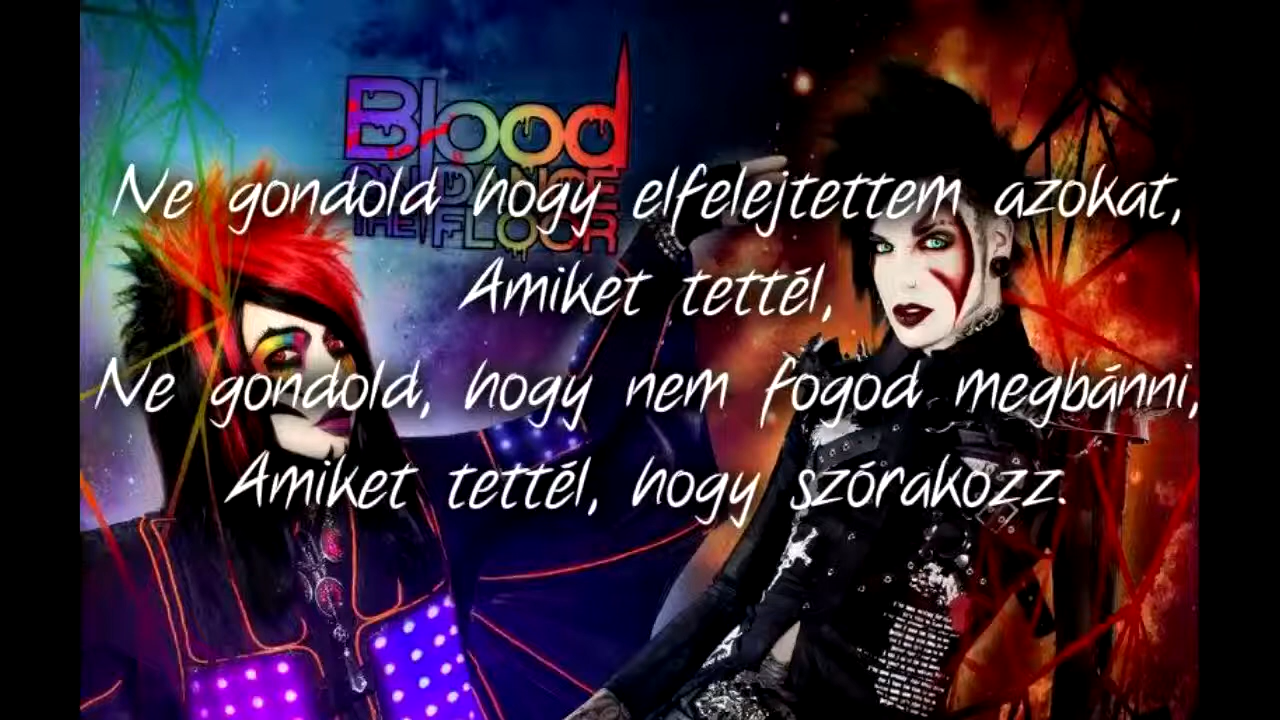 Blood
ON DANCE
THE FLOOR
Ne gondold hogy elfelejtettem azokat,
Amiket tettél,
Ne gondold, hogy nem fogod megbánni,
Amiket tettél, hogy szórakozz.